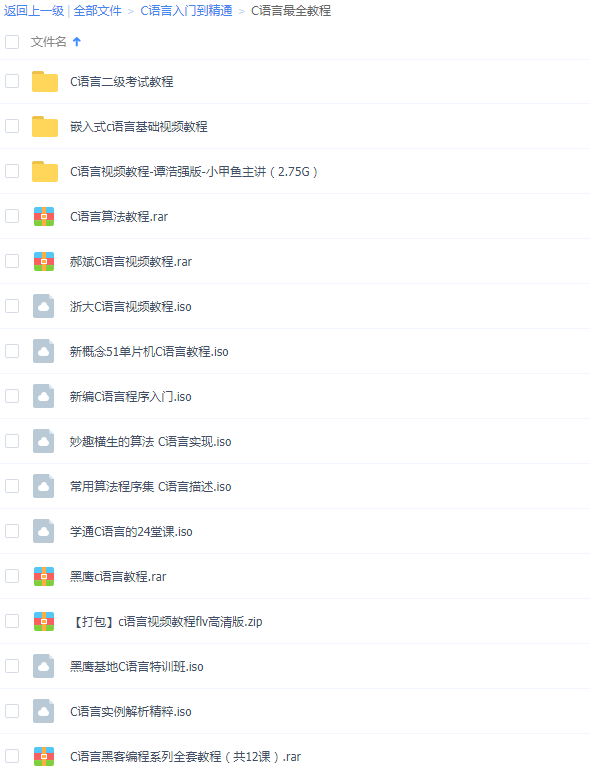 返回上一级 | 全部文件 > C语言入门到精通 > C语言最全教程
文件名
C语言二级考试教程
嵌入式c语言基础视频教程
C语言视频教程-谭浩强版-小甲鱼主讲（2.75G）
C语言算法教程.rar
郝斌C语言视频教程.rar
浙大C语言视频教程.iso
新概念51单片机C语言教程.iso
新编C语言程序入门.iso
妙趣横生的算法 C语言实现.iso
常用算法程序集 C语言描述.iso
学通C语言的24堂课.iso
黑鹰c语言教程.rar
【打包】c语言视频教程flv高清版.zip
黑鹰基地C语言特训班.iso
C语言实例解析精粹.iso
C语言黑客编程系列全套教程（共12课）.rar